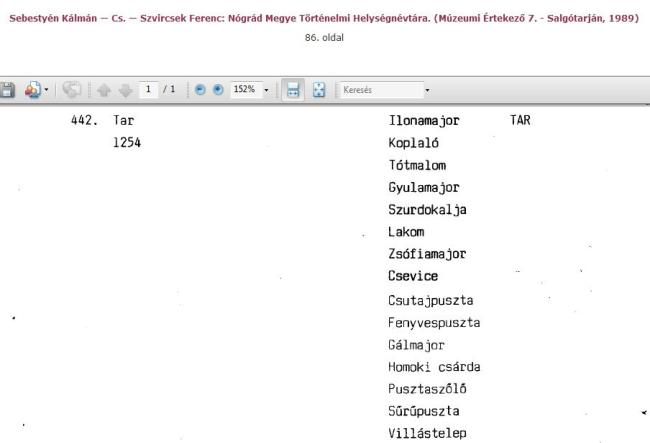 Sebestyén Kálmán — Cs. — Szvircsek Ferenc: Nógrád Megye Történelmi Helységnévtára. (Múzeumi Értekező 7. - Salgótarján, 1989)
86. oldal
1 / 1 152% Keresés
442. Tar Ilonamajor TAR
1254 Koplaló
Tótmalom
Gyulamajor
Szurdokalja
Lakom
Zsófiamajor
Csevice
Csutajpuszta
Fenyvespuszta
Gálmajor
Homoki csárda
Pusztaszőlő
Sűrűpuszta
Villástelep